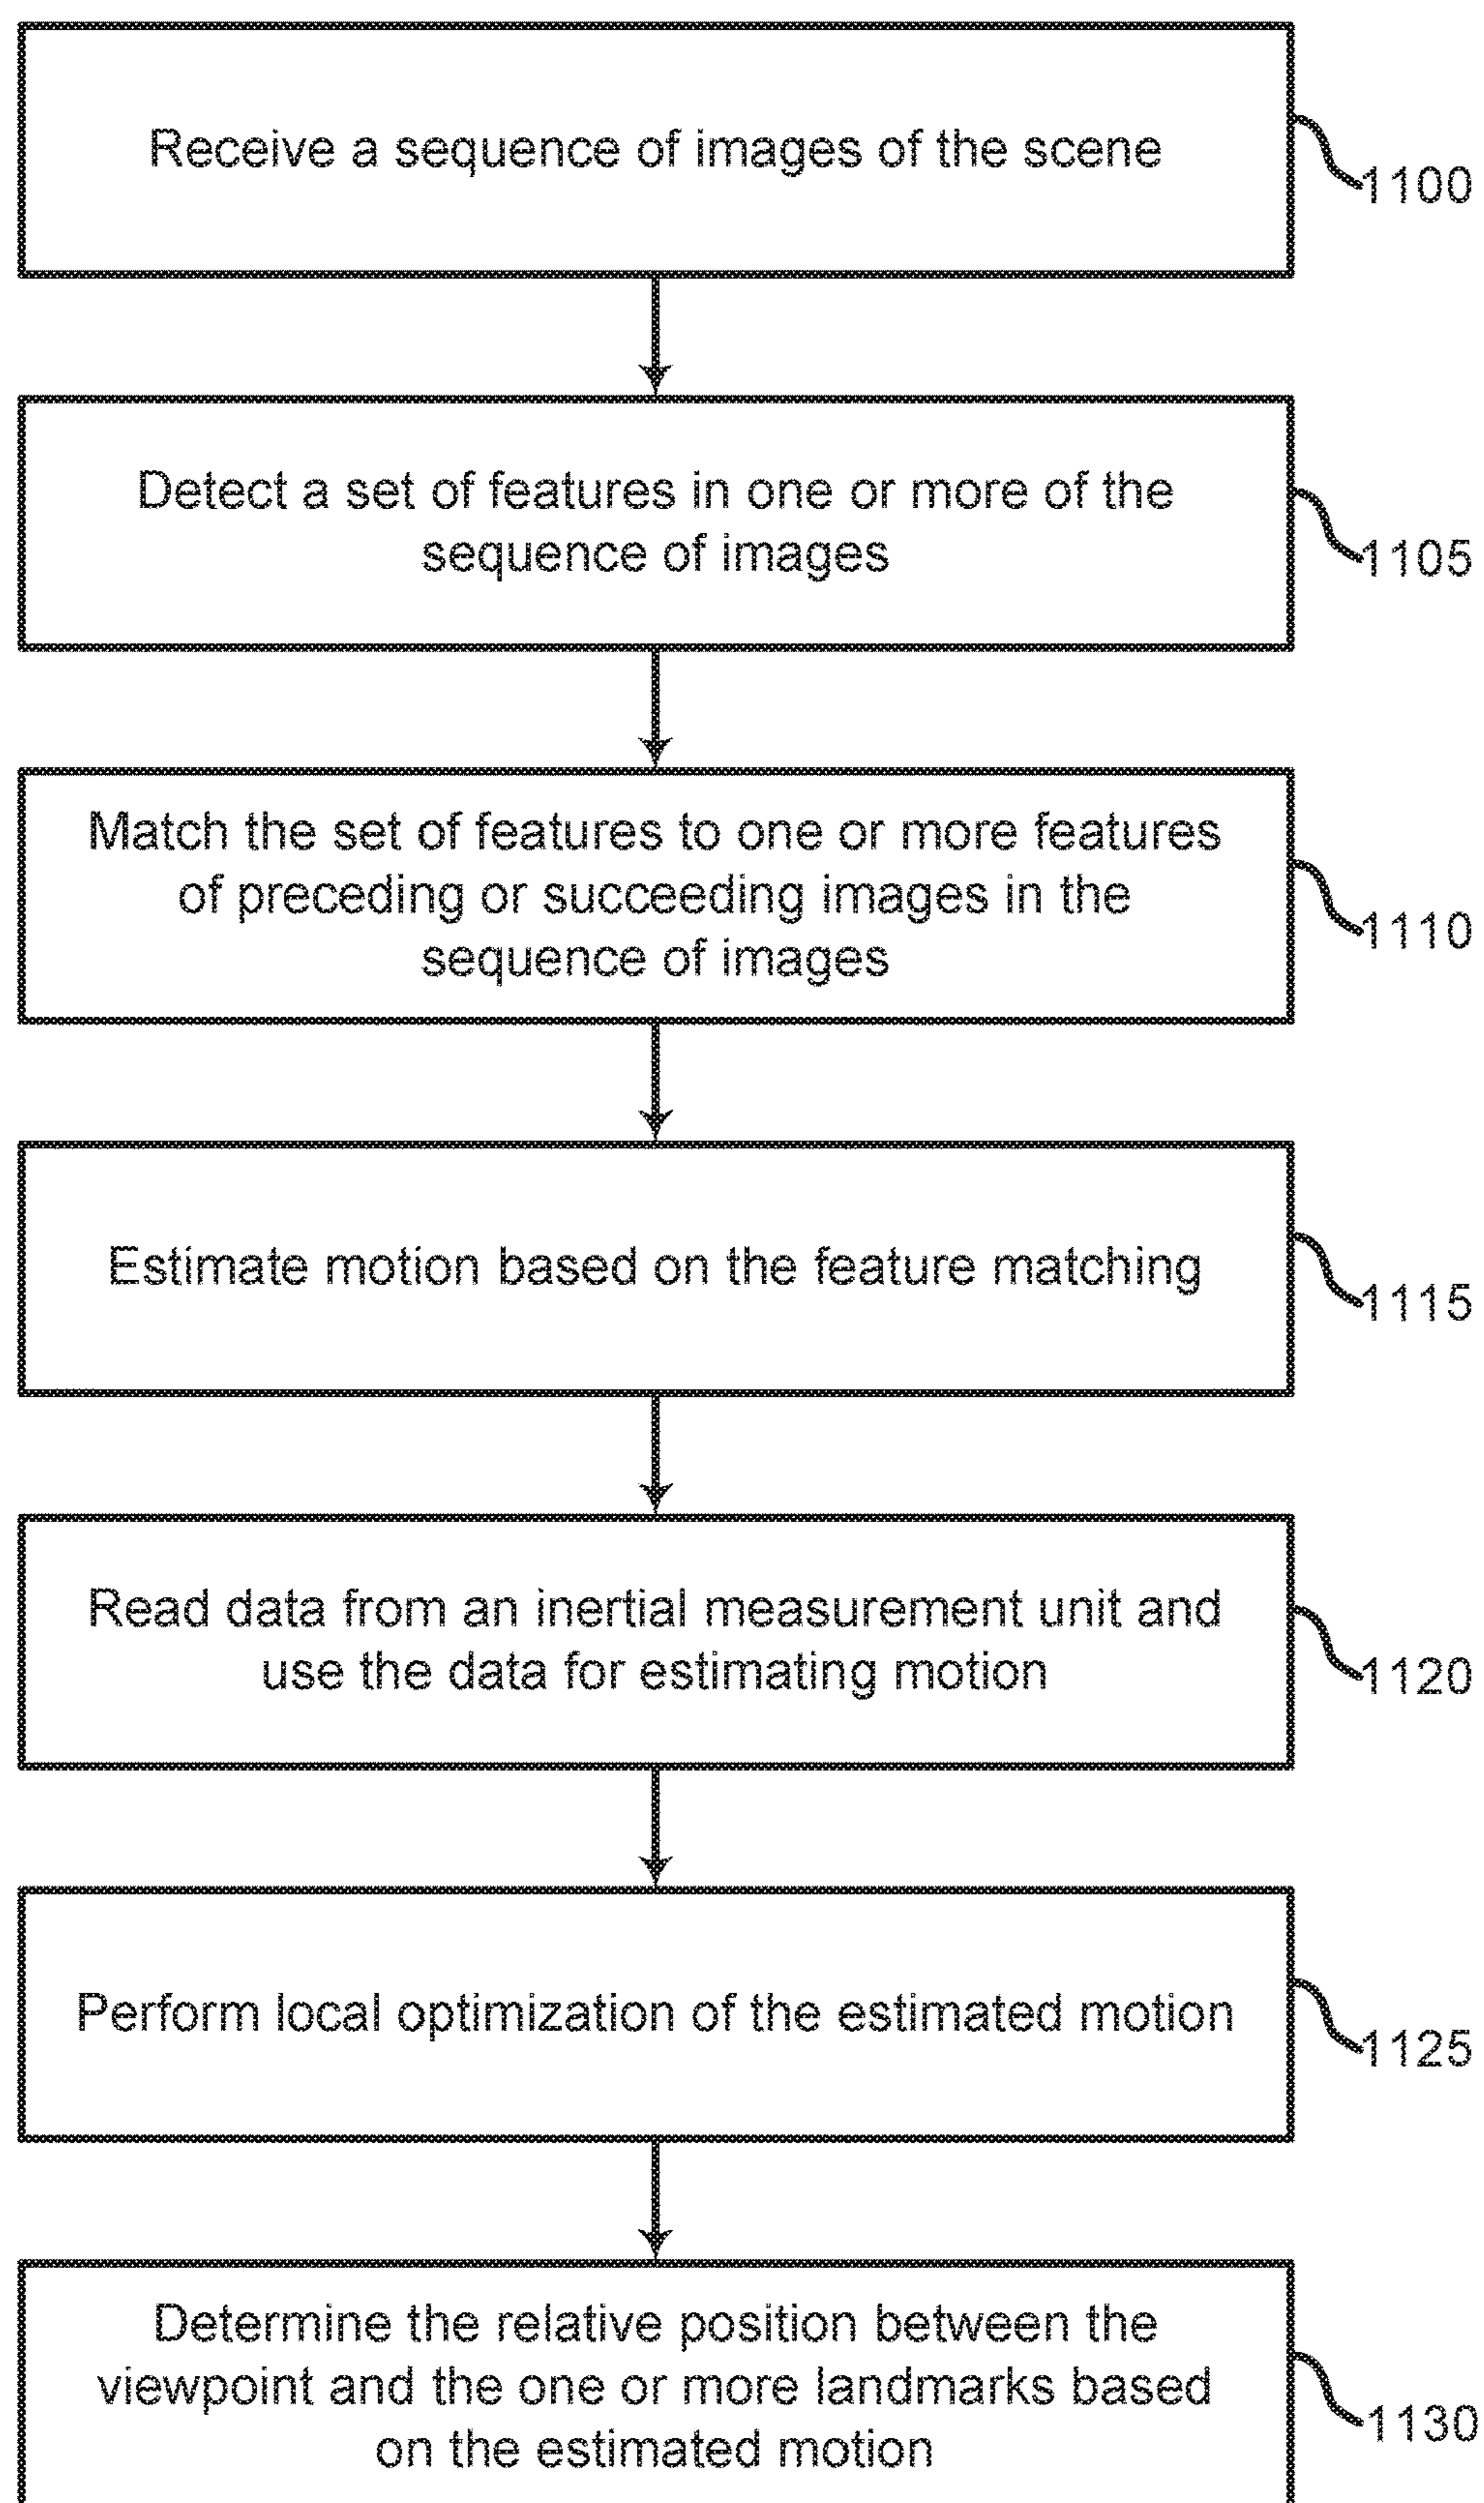 Receive a sequence of images of the scene
1100
Detect a set of features in one or more of the
sequence of images
1105
Match the set of features to one or more features
of preceding or succeeding images in the
sequence of images
1110
Estimate motion based on the feature matching
1115
Read data from an inertial measurement unit and
use the data for estimating motion
1120
Perform local optimization of the estimated motion
1125
Determine the relative position between the
viewpoint and the one or more landmarks based
on the estimated motion
1130